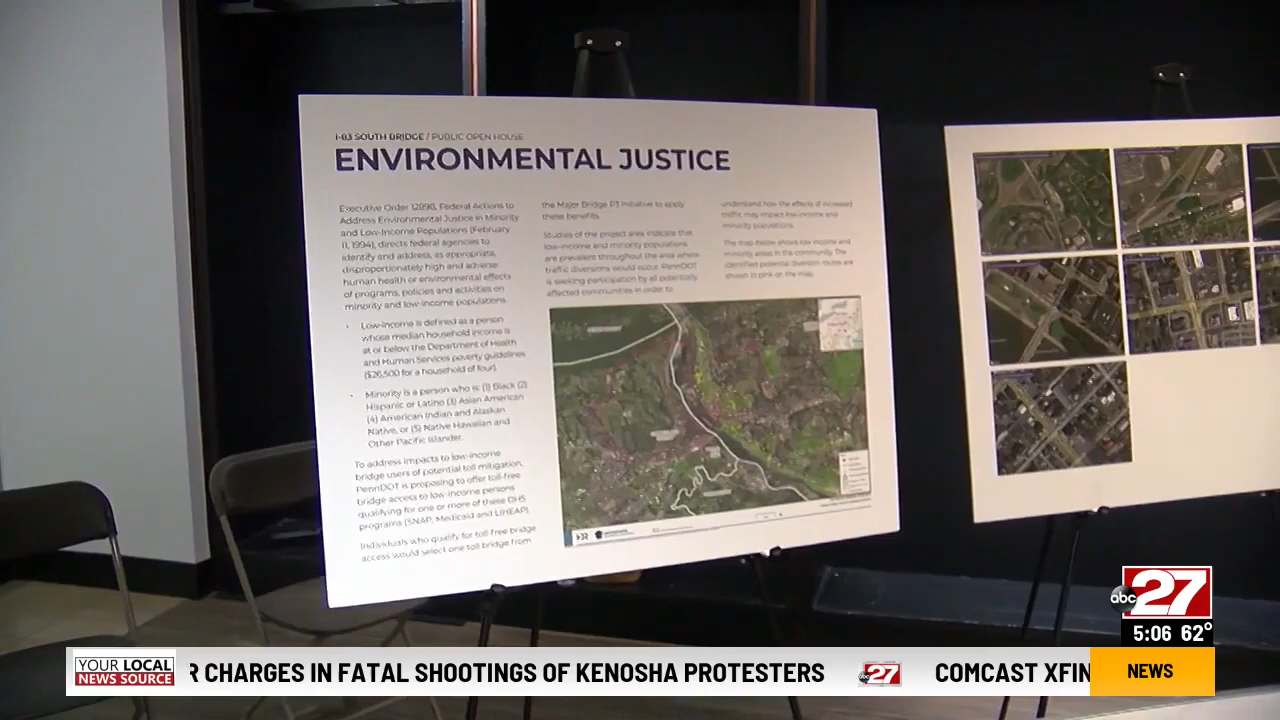 I-83 SOUTH BRIDGE / PUBLIC OPEN HOUSE
ENVIRONMENTAL JUSTICE
Executive Order 12898, Federal Actions to
Address Environmental Justice in Minority
and Low-Income Populations (February
11, 1994), directs federal agencies to
identify and address, as appropriate,
disproportionately high and adverse
human health or environmental effects
of programs, policies and activities on
minority and low-income populations.
• Low-income is defined as a person
whose median household income is
at or below the Department of Health
and Human Services poverty guidelines
($26,500 for a household of four).
• Minority is a person who is: (1) Black (2)
Hispanic or Latino (3) Asian American
(4) American Indian and Alaskan
Native, or (5) Native Hawaiian and
Other Pacific Islander.
To address impacts to low-income
bridge users of potential toll mitigation,
PennDOT is proposing to offer toll-free
bridge access to low-income persons
qualifying for one or more of these DHS
programs (SNAP, Medicaid and LIHEAP).
Individuals who qualify for toll-free bridge
access would select one toll bridge from
the Major Bridge P3 Initiative to apply
these benefits.
Studies of the project area indicate that
low-income and minority populations
are prevalent throughout the area where
traffic diversions would occur. PennDOT
is seeking participation by all potentially
affected communities in order to
understand how the effects of increased
traffic may impact low-income and
minority populations.
The map below shows low income and
minority areas in the community. The
identified potential diversion routes are
shown in pink on the map.
HDR
abc 27
5:06 62°
YOUR LOCAL
NEWS SOURCE
R CHARGES IN FATAL SHOOTINGS OF KENOSHA PROTESTERS
abc 27
COMCAST XFIN
NEWS